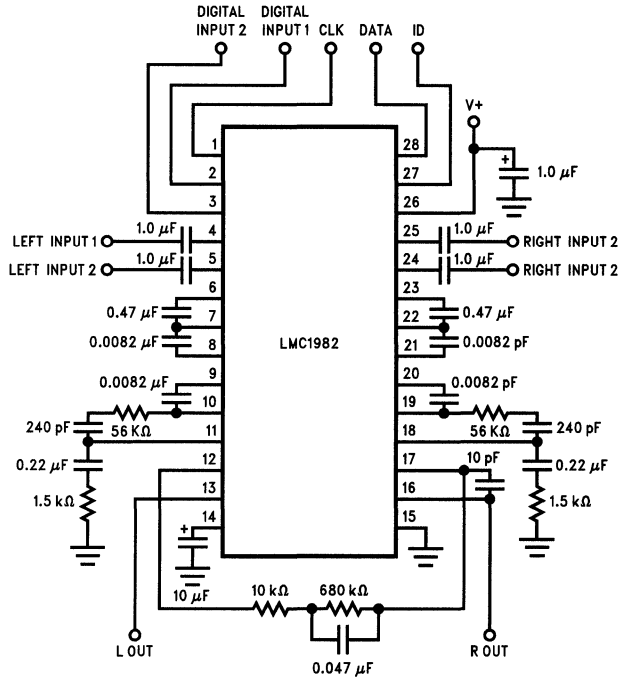 DIGITAL INPUT 2
DIGITAL INPUT 1
CLK
DATA
ID
V+
+
1.0 µF
1
28
2
27
3
26
LEFT INPUT 1
1.0 µF
4
25
1.0 µF
RIGHT INPUT 2
LEFT INPUT 2
1.0 µF
5
24
1.0 µF
RIGHT INPUT 2
6
23
0.47 µF
7
22
0.47 µF
0.0082 µF
8
LMC1982
21
0.0082 pF
9
20
0.0082 µF
10
19
0.0082 pF
240 pF
56 KΩ
11
18
56 KΩ
240 pF
0.22 µF
12
17
10 pF
0.22 µF
1.5 kΩ
13
16
1.5 kΩ
+
14
15
10 µF
10 kΩ
680 kΩ
L OUT
0.047 µF
R OUT